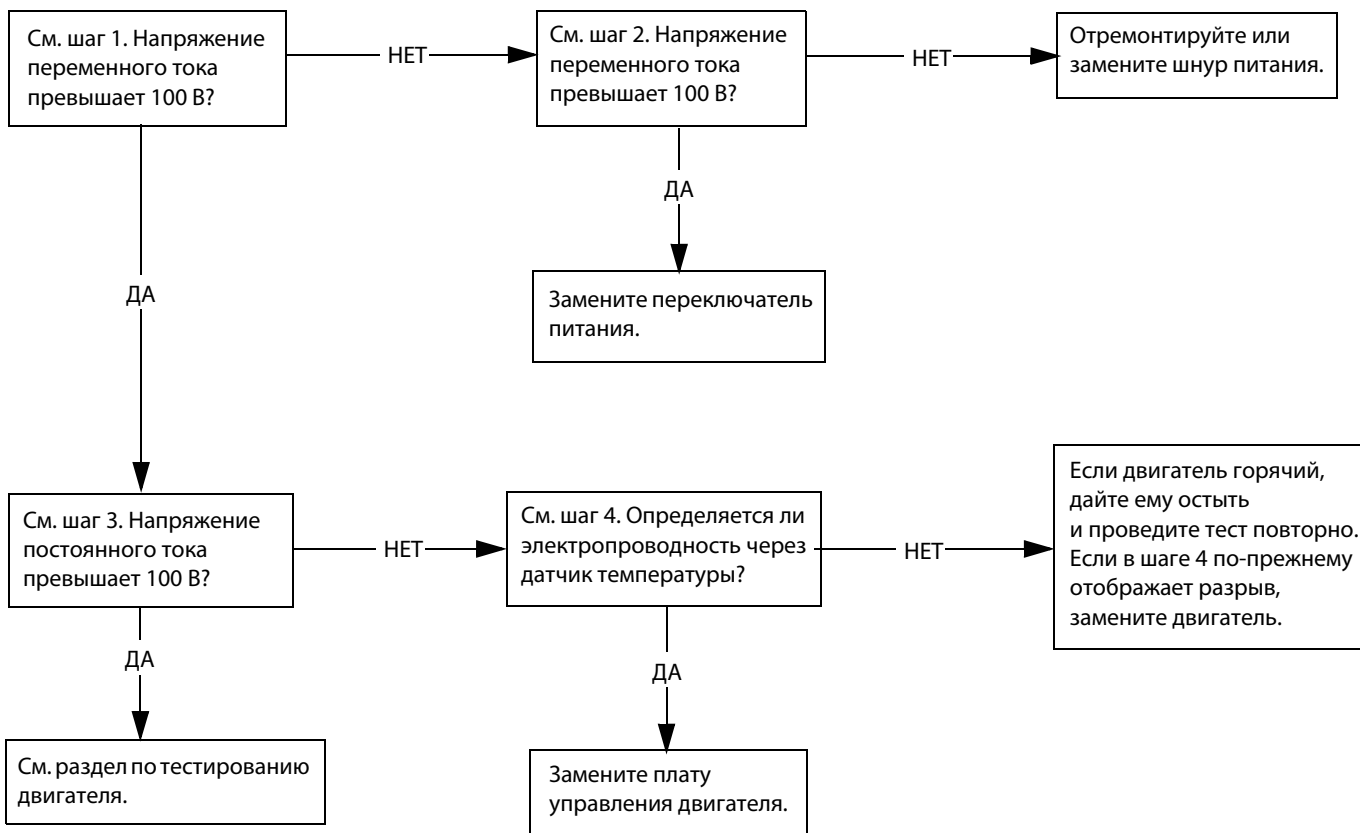 См. шаг 1. Напряжение
переменного тока
превышает 100 В?
НЕТ
См. шаг 2. Напряжение
переменного тока
превышает 100 В?
НЕТ
Отремонтируйте или
замените шнур питания.
ДА
ДА
Замените переключатель
питания.
См. шаг 3. Напряжение
постоянного тока
превышает 100 В?
НЕТ
См. шаг 4. Определяется ли
электропроводность через
датчик температуры?
НЕТ
Если двигатель горячий,
дайте ему остыть
и проведите тест повторно.
Если в шаге 4 по-прежнему
отображает разрыв,
замените двигатель.
ДА
ДА
См. раздел по тестированию
двигателя.
Замените плату
управления двигателя.